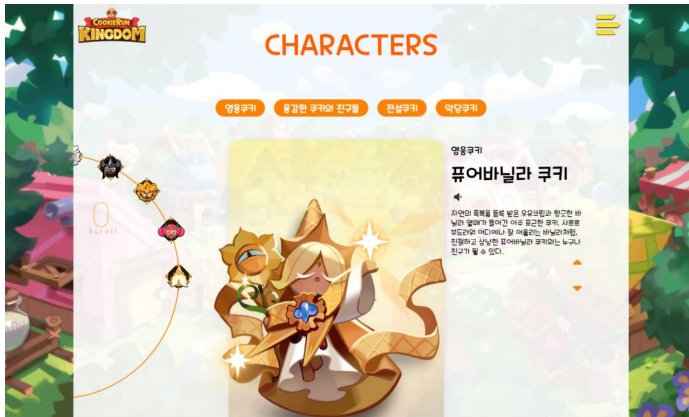 COOKIERUN
KINGDOM
CHARACTERS
영웅쿠키
용감한 쿠키와 친구들
전설쿠키
악당쿠키
영웅쿠키
퓨어바닐라 쿠키
자연의 축복을 듬뿍 받은 우유크림과 향긋한 바
닐라 열매가 들어간 아주 포근한 쿠키. 사르르
부드러워 어디에나 잘 어울리는 바닐라처럼,
친절하고 상냥한 퓨어바닐라 쿠키와는 누구나
친구가 될 수 있다.
Scroll